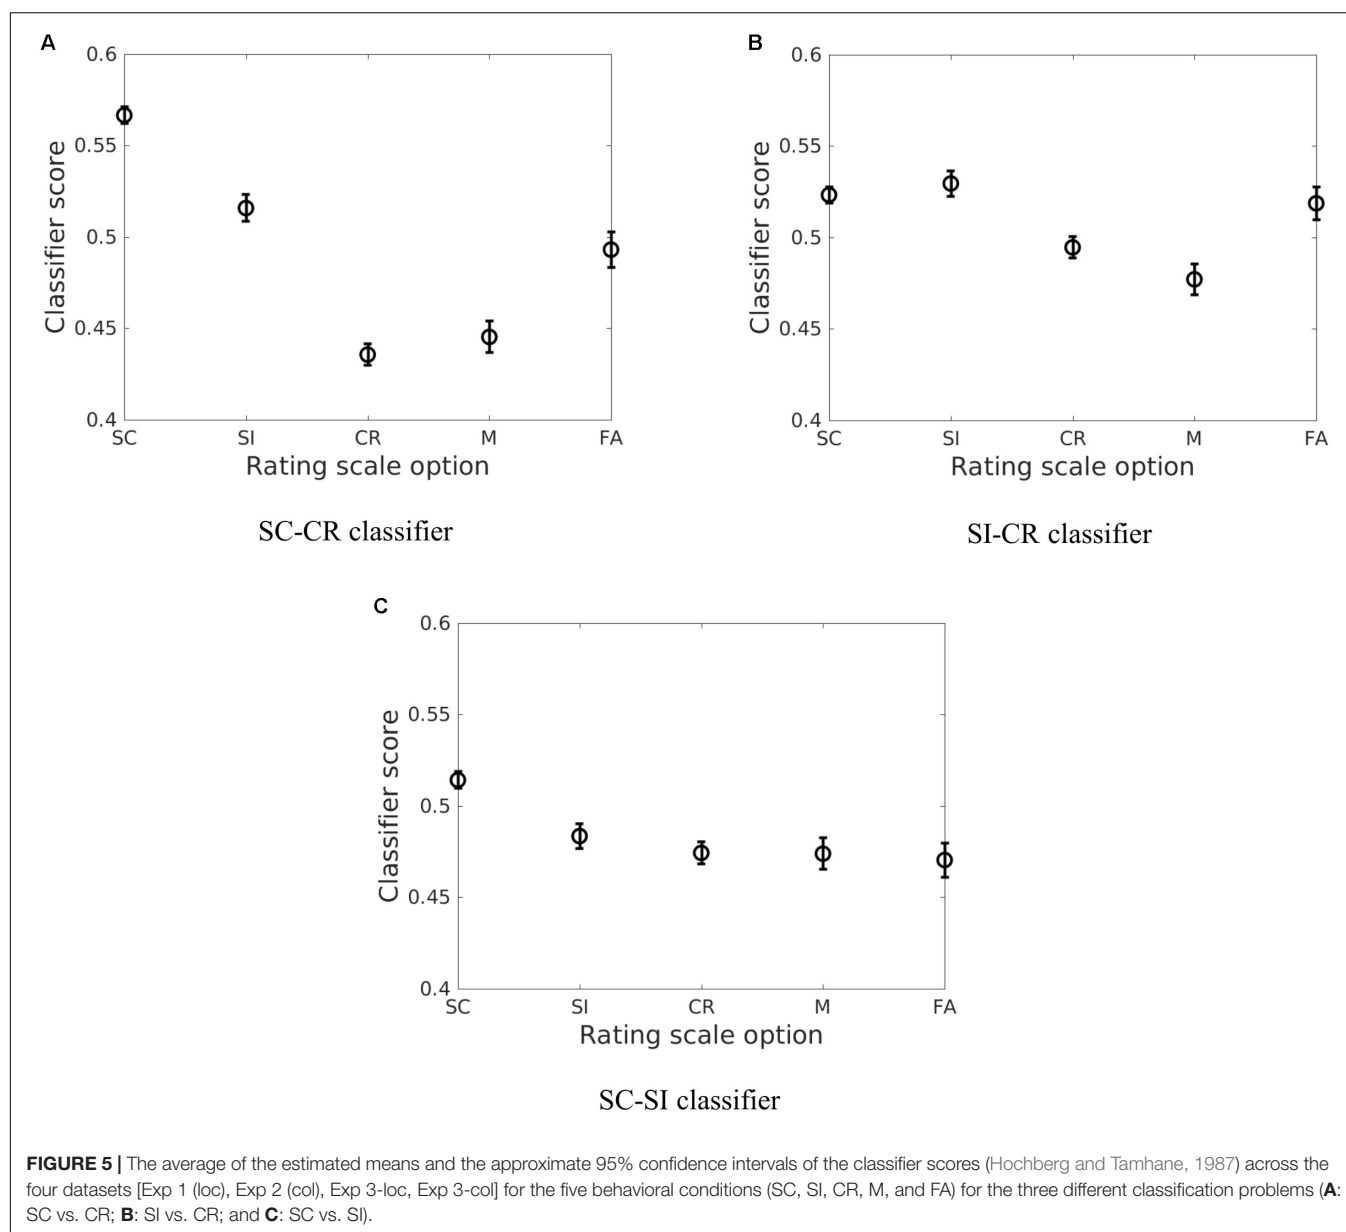 A
0.6
0.55
0.5
0.45
0.4
Classifier score
SC SI CR M FA
Rating scale option
SC-CR classifier
B
0.6
0.55
0.5
0.45
0.4
Classifier score
SC SI CR M FA
Rating scale option
SI-CR classifier
C
0.6
0.55
0.5
0.45
0.4
Classifier score
SC SI CR M FA
Rating scale option
SC-SI classifier
FIGURE 5 | The average of the estimated means and the approximate 95% confidence intervals of the classifier scores (Hochberg and Tamhane, 1987) across the
four datasets [Exp 1 (loc), Exp 2 (col), Exp 3-loc, Exp 3-col] for the five behavioral conditions (SC, SI, CR, M, and FA) for the three different classification problems (A:
SC vs. CR; B: SI vs. CR; and C: SC vs. SI).